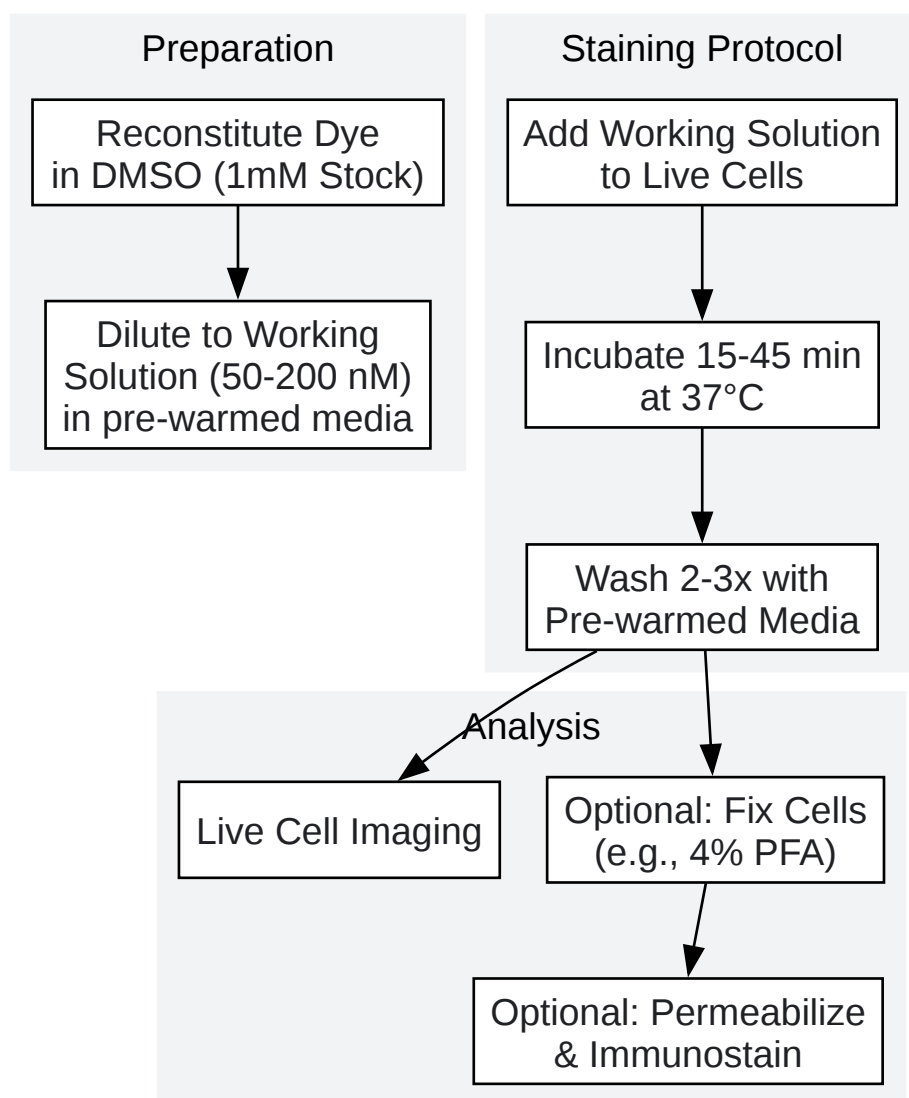 Preparation
Reconstitute Dye
in DMSO (1mM Stock)
Dilute to Working
Solution (50-200 nM)
in pre-warmed media
Staining Protocol
Add Working Solution
to Live Cells
Incubate 15-45 min
at 37°C
Wash 2-3x with
Pre-warmed Media
Analysis
Live Cell Imaging
Optional: Fix Cells
(e.g., 4% PFA)
Optional: Permeabilize
& Immunostain